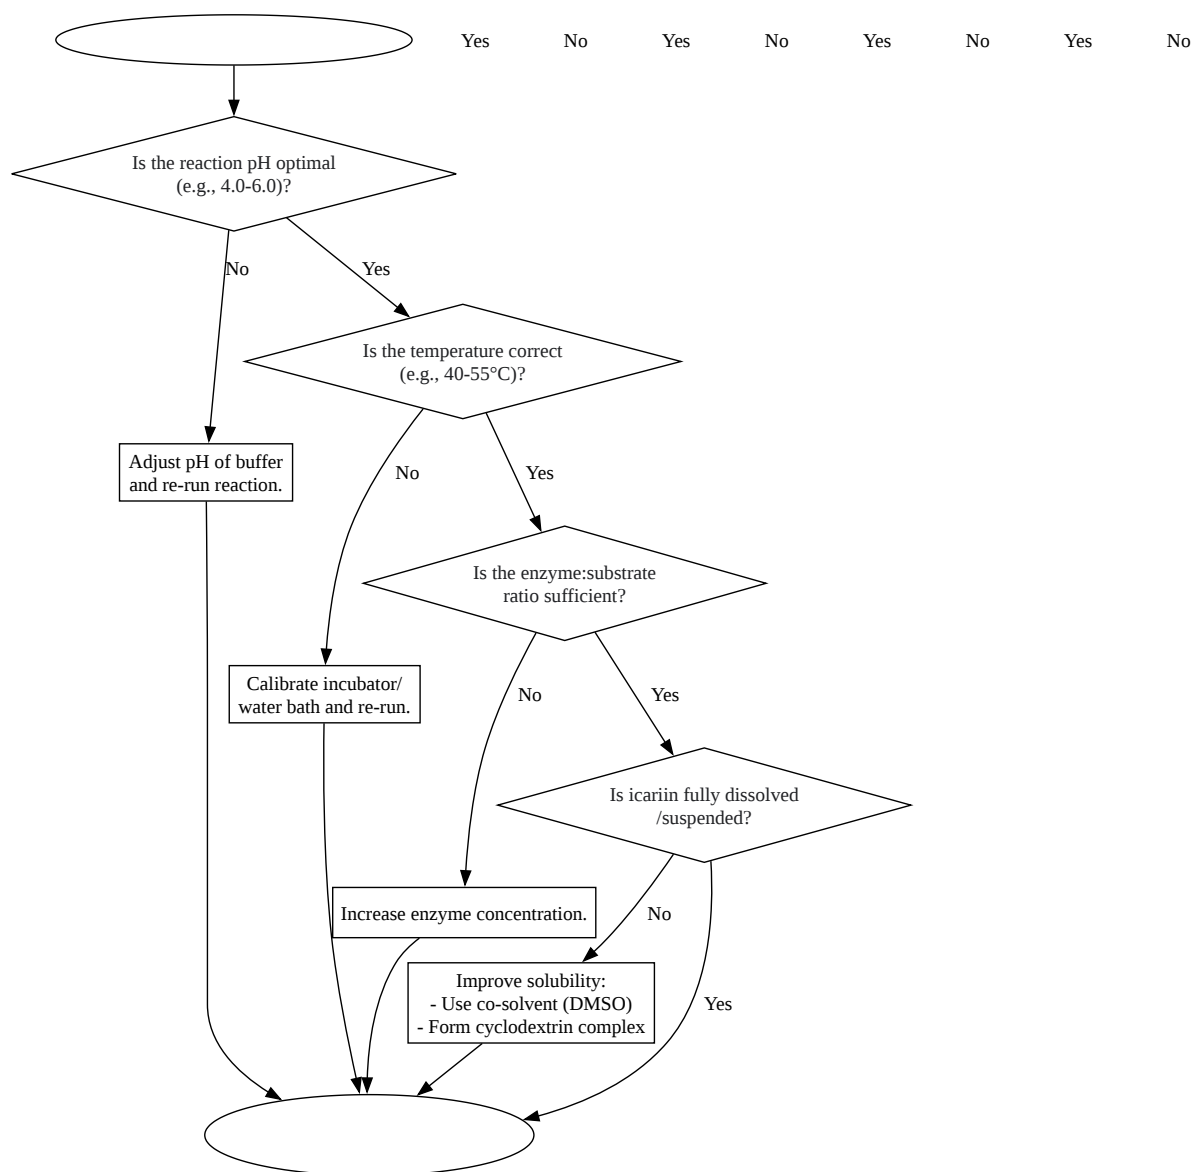 Yes No Yes No Yes No Yes No
Is the reaction pH optimal
(e.g., 4.0-6.0)?
No
Yes
Is the temperature correct
(e.g., 40-55°C)?
Adjust pH of buffer
and re-run reaction.
No
Yes
Is the enzyme:substrate
ratio sufficient?
Calibrate incubator/
water bath and re-run.
No
Yes
Is icariin fully dissolved
/suspended?
Increase enzyme concentration.
No
Improve solubility:
- Use co-solvent (DMSO)
- Form cyclodextrin complex
Yes